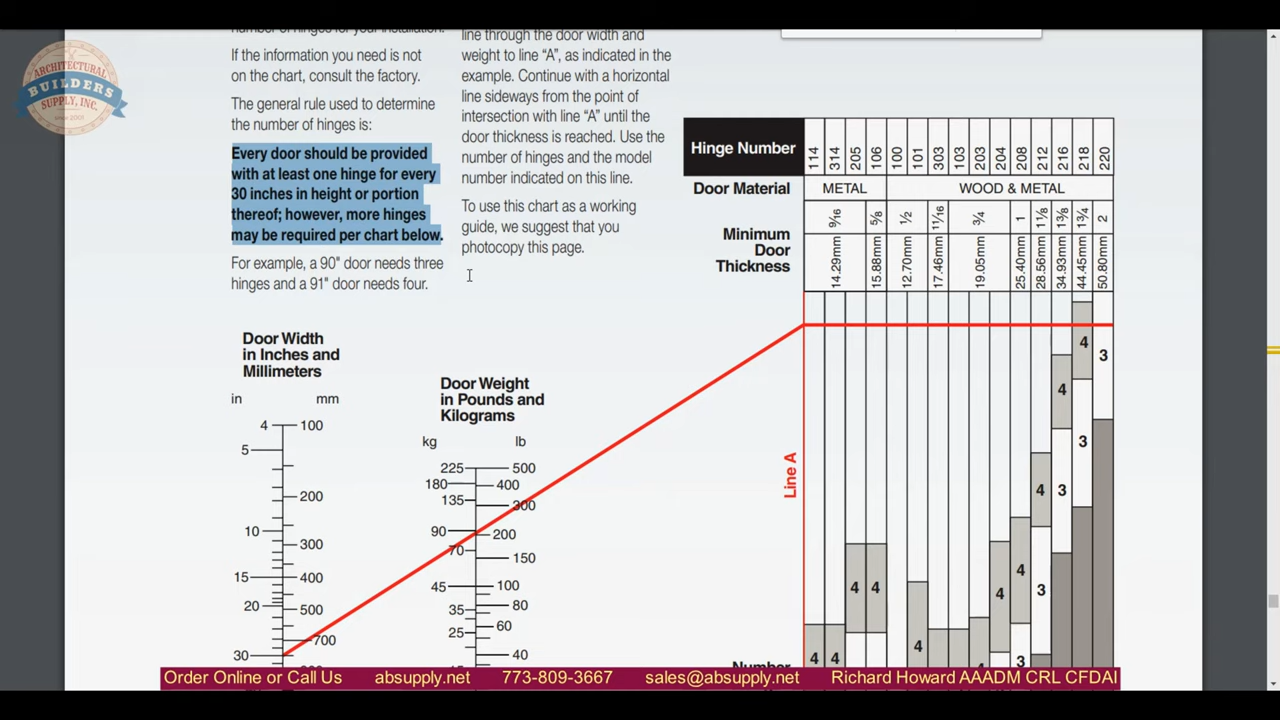 ARCHITECTURAL
BUILDERS
SUPPLY, INC.
since 2001
number of hinges for your installation.
If the information you need is not
on the chart, consult the factory.
The general rule used to determine
the number of hinges is:
Every door should be provided
with at least one hinge for every
30 inches in height or portion
thereof; however, more hinges
may be required per chart below.
For example, a 90" door needs three
hinges and a 91" door needs four.
line through the door width and
weight to line “A”, as indicated in the
example. Continue with a horizontal
line sideways from the point of
intersection with line “A” until the
door thickness is reached. Use the
number of hinges and the model
number indicated on this line.
To use this chart as a working
guide, we suggest that you
photocopy this page.
Hinge Number
114 314 205 106 100 101 303 103 203 204 208 212 216 218 220
Door Material
METAL WOOD & METAL
Minimum
Door
Thickness
9/16 5/8 1/2 11/16 3/4 1 1 1/8 1 3/8 1 3/4 2
14.29mm 15.88mm 12.70mm 17.46mm 19.05mm 25.40mm 28.56mm 34.93mm 44.45mm 50.80mm
Door Width
in Inches and
Millimeters
in mm
4 100
5
200
10
300
15 400
20 500
700
30
Door Weight
in Pounds and
Kilograms
kg lb
225 500
180 400
135 300
90 200
70 150
45 100
35 80
25 60
40
Line A
4 3
4 3
4 3
4 3
4 4 4 4
4 4 4 4 3
Number
Order Online or Call Us absupply.net 773-809-3667 sales@absupply.net Richard Howard AAADM CRL CFDAI